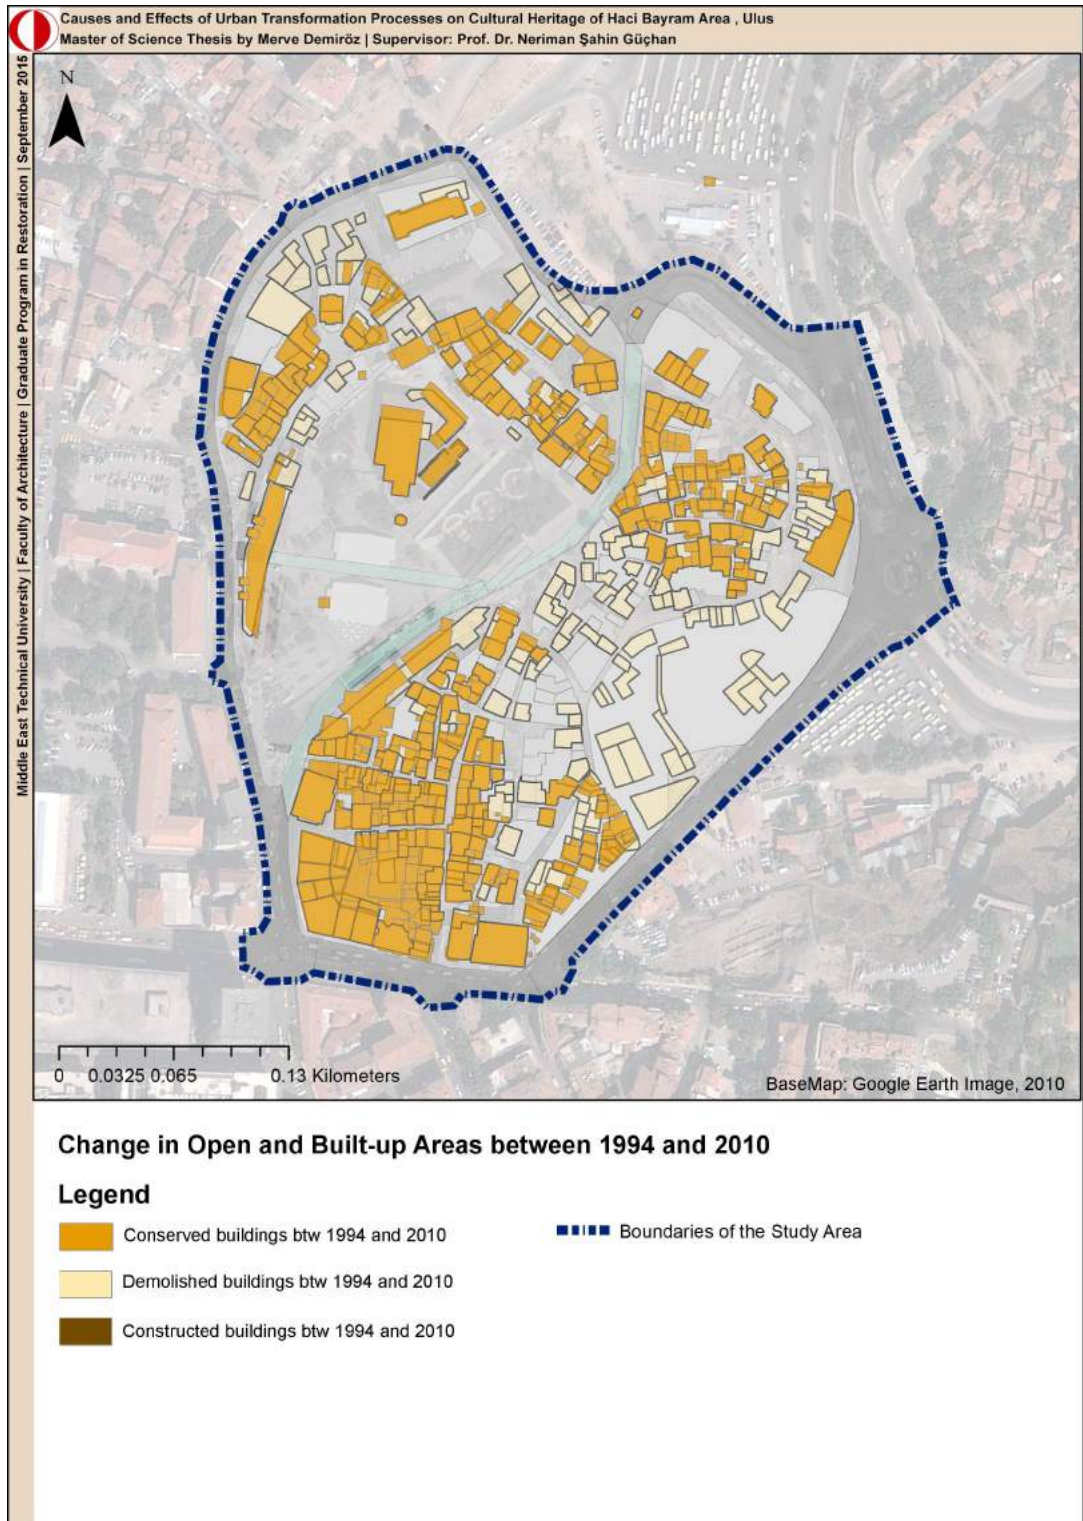 Causes and Effects of Urban Transformation Processes on Cultural Heritage of Haci Bayram Area , Ulus
Master of Science Thesis by Merve Demiröz | Supervisor: Prof. Dr. Neriman Şahin Güçhan
Middle East Technical University | Faculty of Architecture | Graduate Program in Restoration | September 2015
N
0 0.0325 0.065 0.13 Kilometers
BaseMap: Google Earth Image, 2010
Change in Open and Built-up Areas between 1994 and 2010
Legend
Conserved buildings btw 1994 and 2010
Boundaries of the Study Area
Demolished buildings btw 1994 and 2010
Constructed buildings btw 1994 and 2010